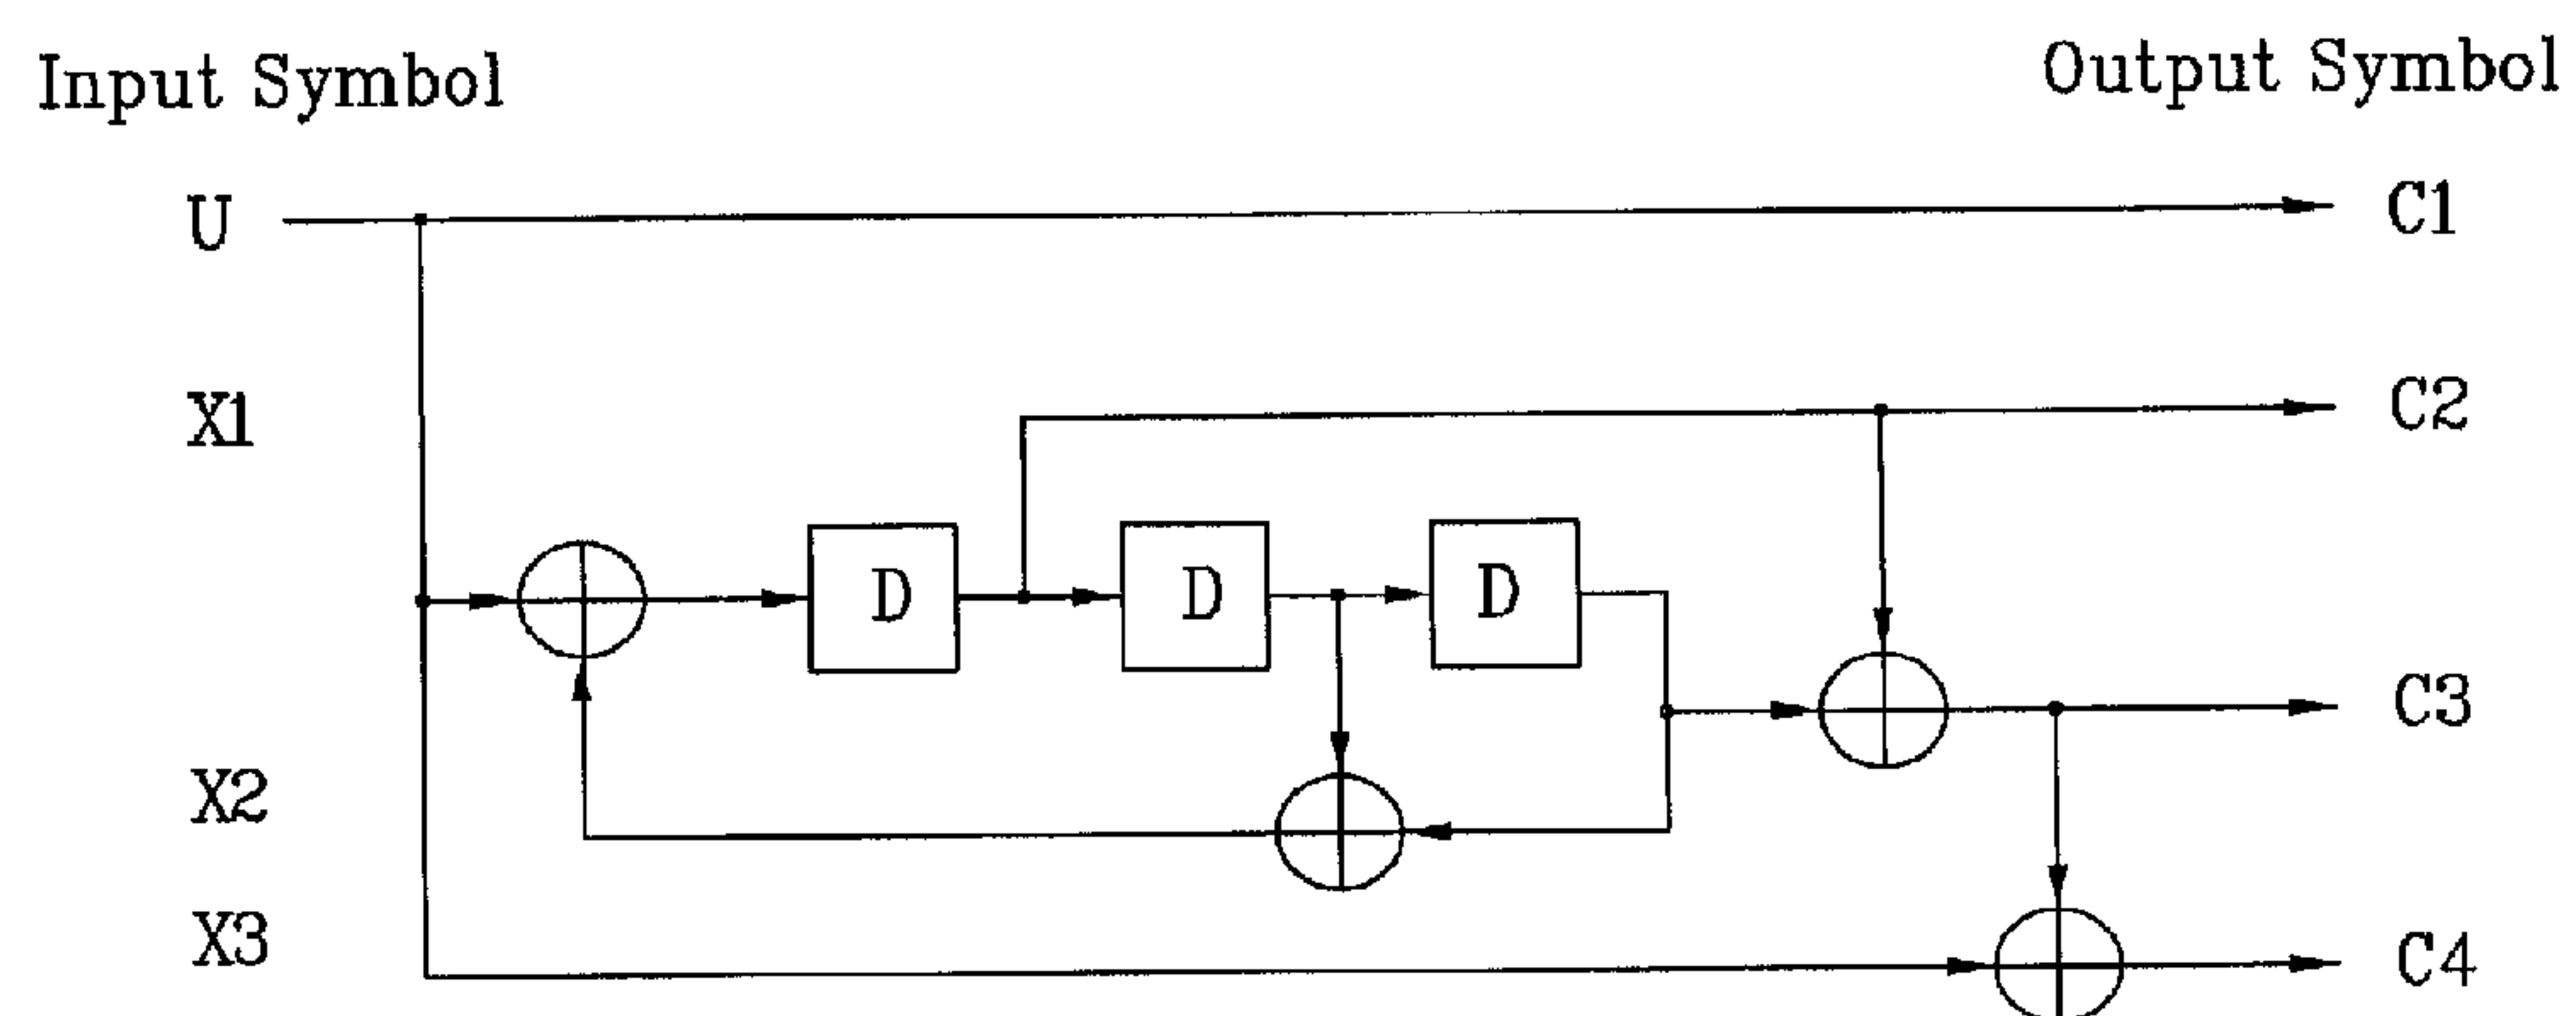 Input Symbol
Output Symbol
U
C1
X1
C2
D
D
D
C3
X2
X3
C4